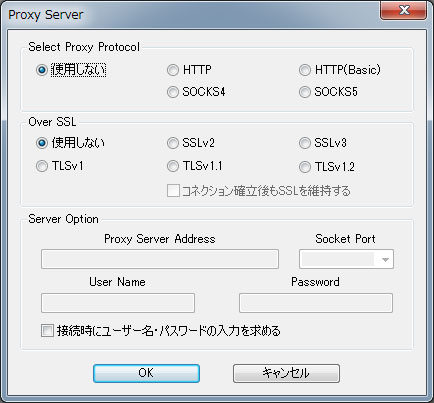 Proxy Server
Select Proxy Protocol
使用しない HTTP HTTP(Basic)
SOCKS4 SOCKS5
Over SSL
使用しない SSLv2 SSLv3
TLSv1 TLSv1.1 TLSv1.2
コネクション確立後もSSLを維持する
Server Option
Proxy Server Address Socket Port
User Name Password
接続時にユーザー名・パスワードの入力を求める
OK キャンセル